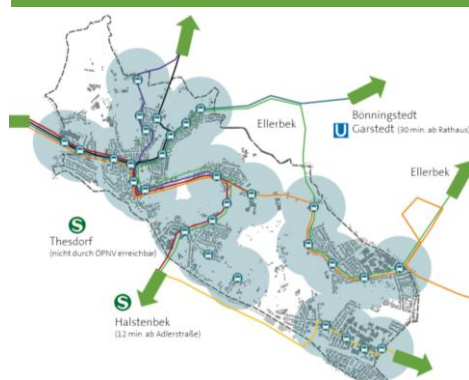 Ellerbek
U
Bönningstedt
Garstedt (30 min. ab Rathaus)
Ellerbek
S
Thesdorf
(nicht durch ÖPNV erreichbar)
S
Halstenbek
(12 min. ab Adlerstraße)